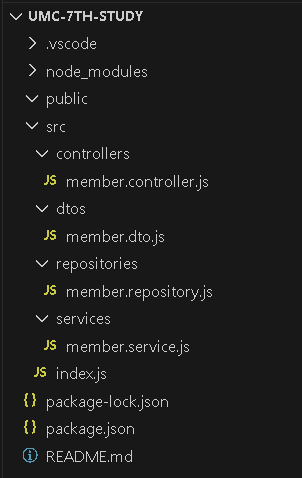 UMC-7TH-STUDY
.vscode
node_modules
public
src
controllers
JS member.controller.js
dtos
JS member.dto.js
repositories
JS member.repository.js
services
JS member.service.js
JS index.js
{} package-lock.json
{} package.json
README.md